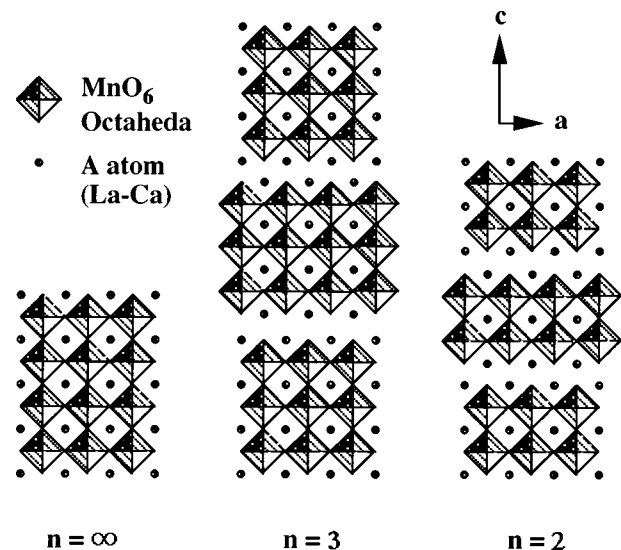 c
a
MnO6
Octaheda
A atom
(La-Ca)
n = ∞
n = 3
n = 2